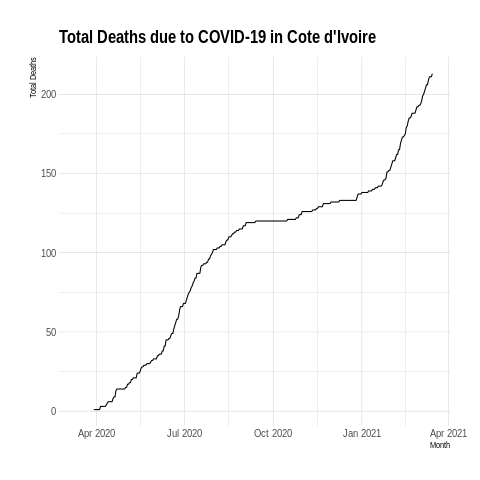 Total Deaths due to COVID-19 in Cote d'Ivoire
Total Deaths
200
150
100
50
0
Apr 2020 Jul 2020 Oct 2020 Jan 2021 Apr 2021
Month